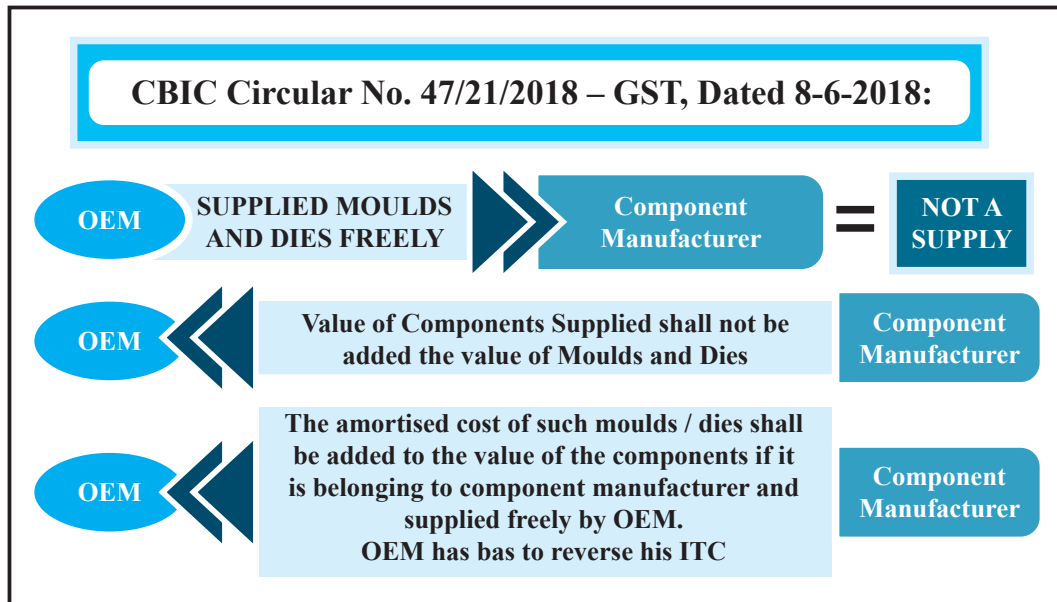 CBIC Circular No. 47/21/2018 – GST, Dated 8-6-2018:
OEM
SUPPLIED MOULDS
AND DIES FREELY
Component
Manufacturer
=
NOT A
SUPPLY
OEM
Value of Components Supplied shall not be
added the value of Moulds and Dies
Component
Manufacturer
OEM
The amortised cost of such moulds / dies shall
be added to the value of the components if it
is belonging to component manufacturer and
supplied freely by OEM.
OEM has bas to reverse his ITC
Component
Manufacturer